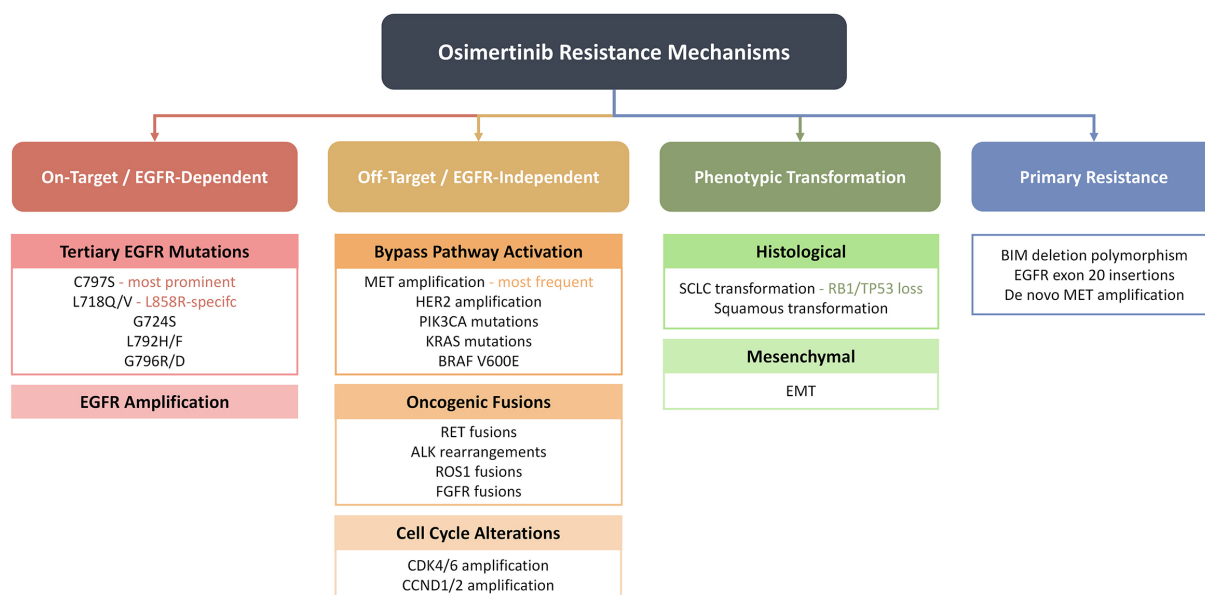 Osimertinib Resistance Mechanisms
On-Target / EGFR-Dependent
Tertiary EGFR Mutations
C797S - most prominent
L718Q/V - L858R-specifc
G724S
L792H/F
G796R/D
EGFR Amplification
Off-Target / EGFR-Independent
Bypass Pathway Activation
MET amplification - most frequent
HER2 amplification
PIK3CA mutations
KRAS mutations
BRAF V600E
Oncogenic Fusions
RET fusions
ALK rearrangements
ROS1 fusions
FGFR fusions
Cell Cycle Alterations
CDK4/6 amplification
CCND1/2 amplification
Phenotypic Transformation
Histological
SCLC transformation - RB1/TP53 loss
Squamous transformation
Mesenchymal
EMT
Primary Resistance
BIM deletion polymorphism
EGFR exon 20 insertions
De novo MET amplification